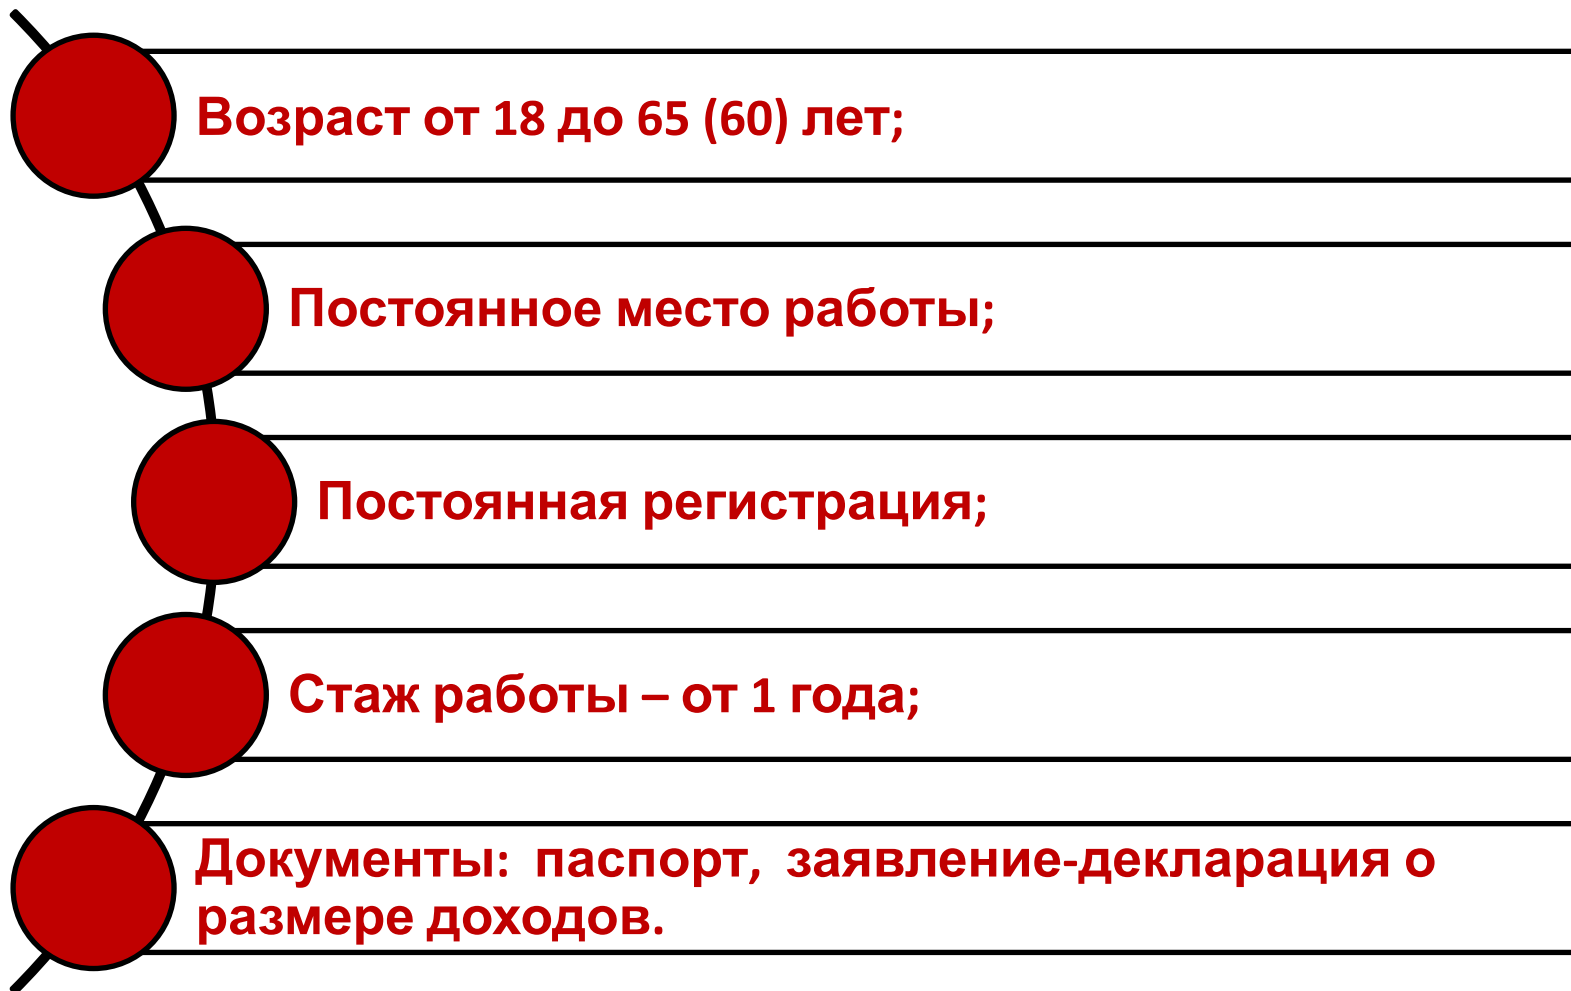 Возраст от 18 до 65 (60) лет;
Постоянное место работы;
Постоянная регистрация;
Стаж работы – от 1 года;
Документы: паспорт, заявление-декларация о
размере доходов.